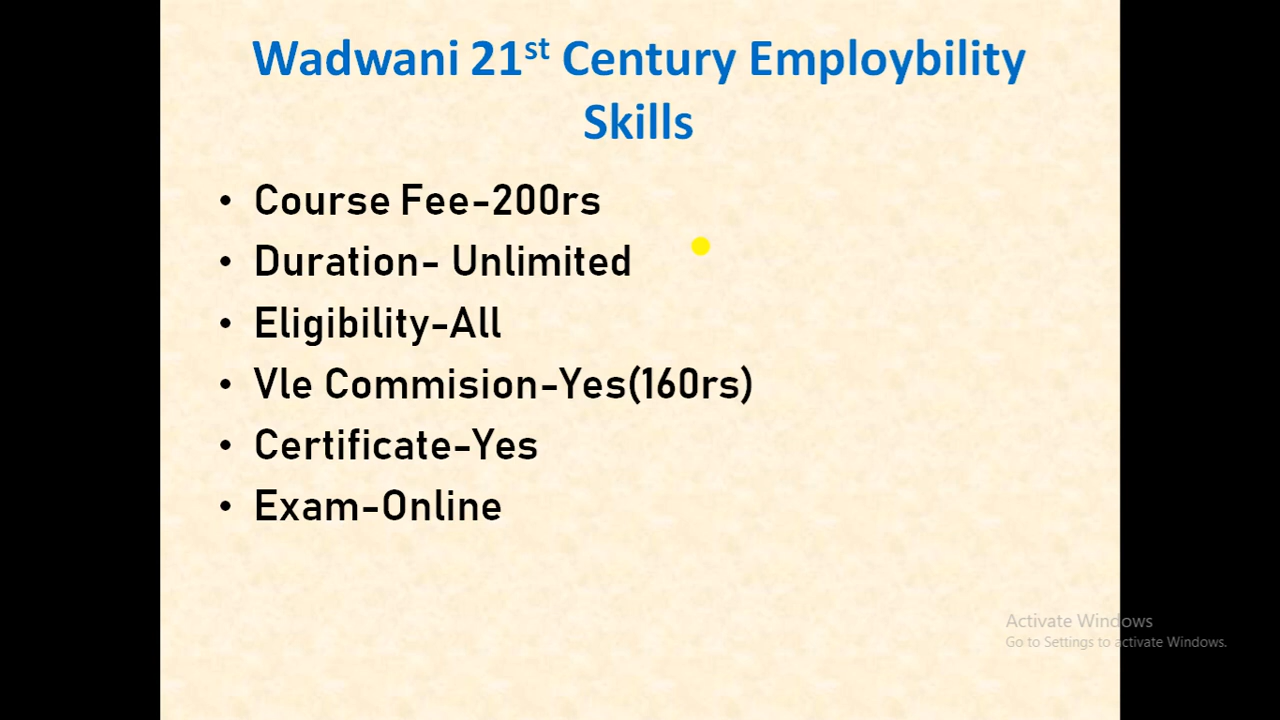 Wadwani 21st Century Employbility
Skills
• Course Fee-200rs
• Duration- Unlimited
• Eligibility-All
• Vle Commision-Yes(160rs)
• Certificate-Yes
• Exam-Online
Activate Windows
Go to Settings to activate Windows.